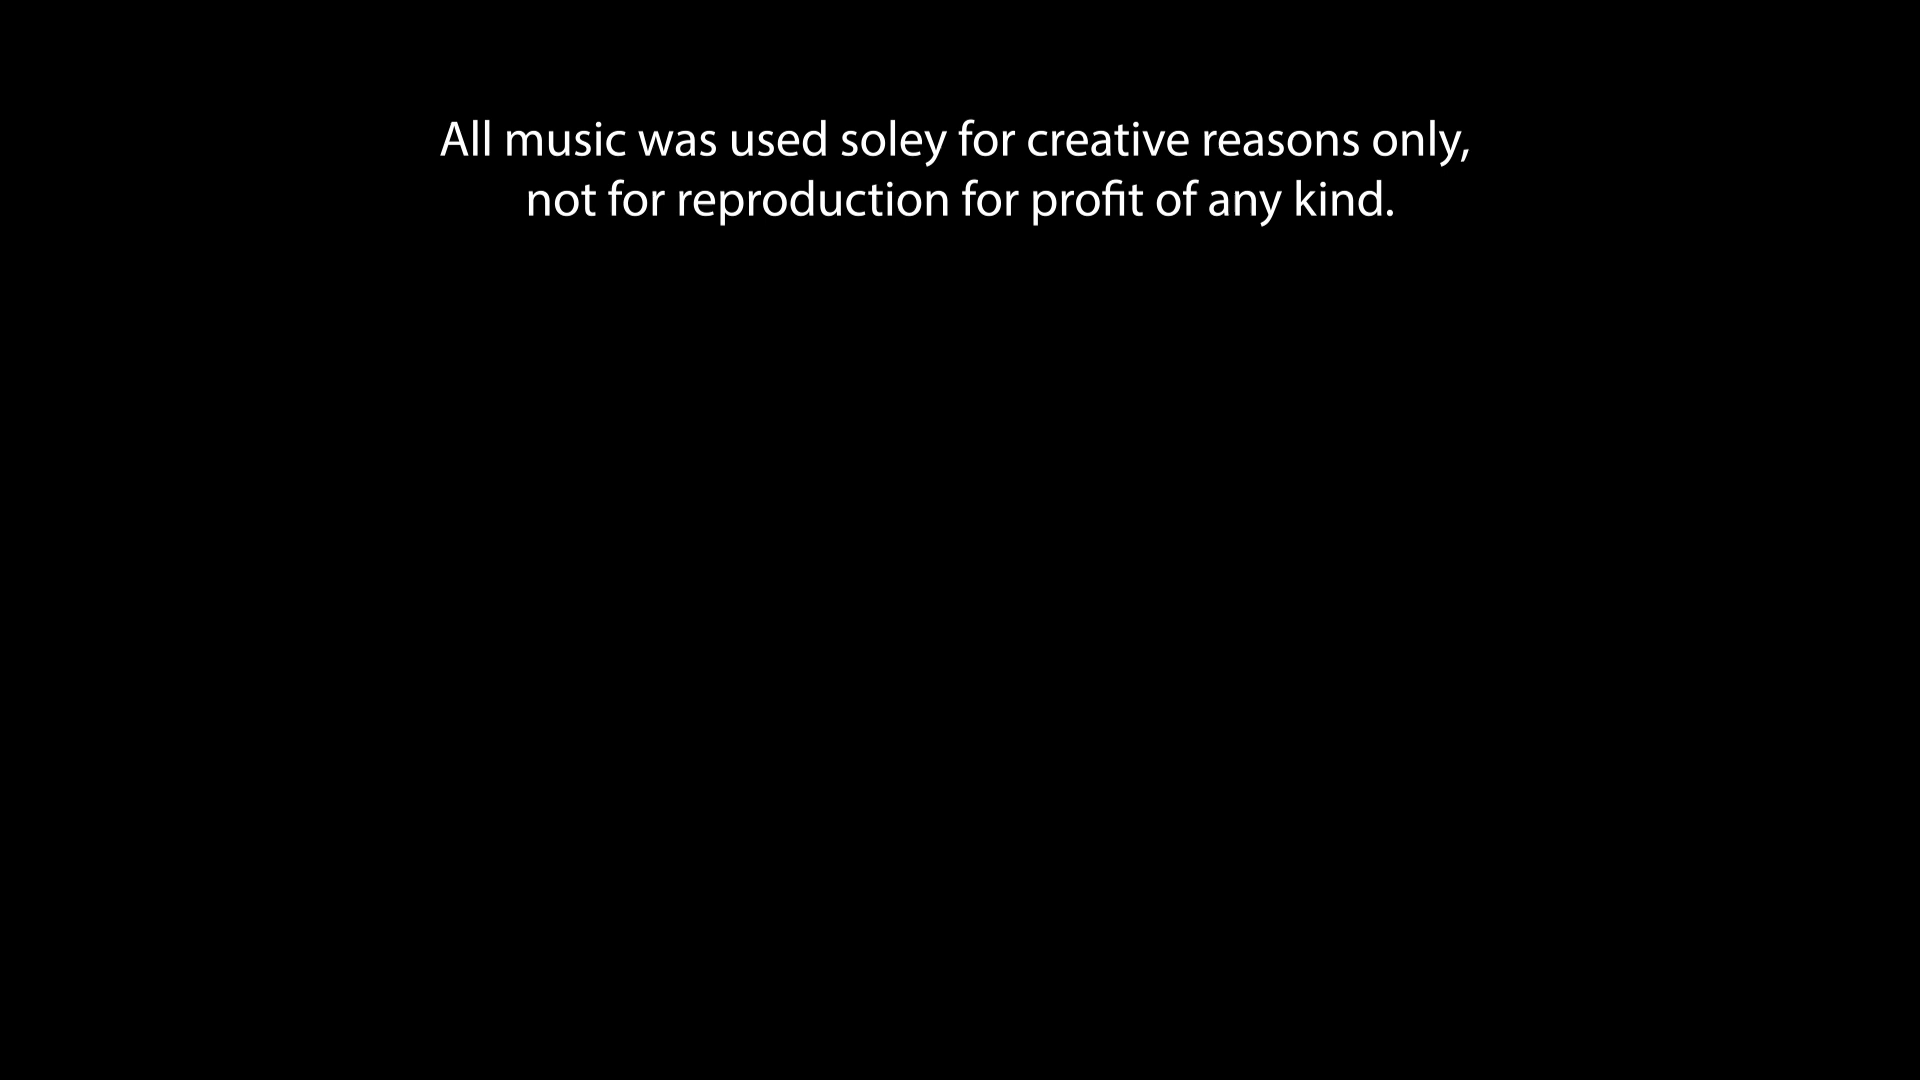 All music was used soley for creative reasons only,
not for reproduction for profit of any kind.